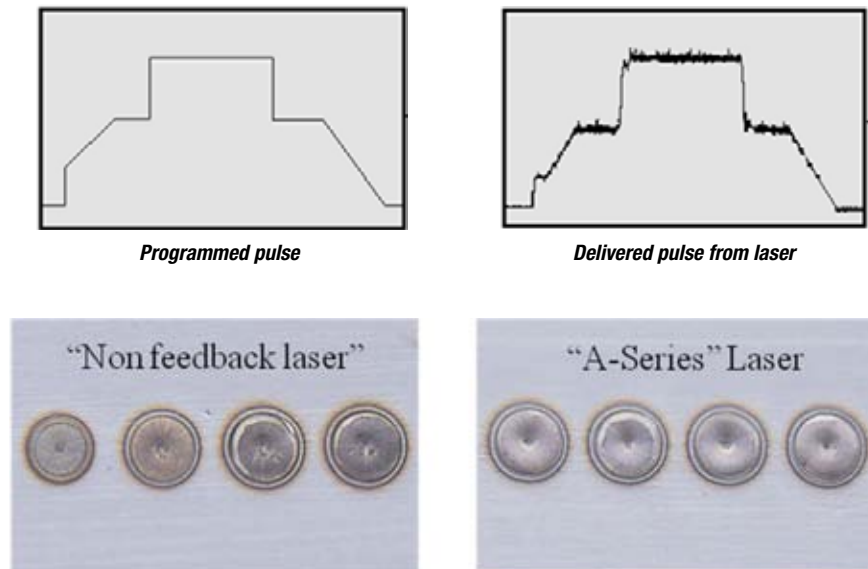 Programmed pulse
Delivered pulse from laser
“Non feedback laser”
“A-Series” Laser